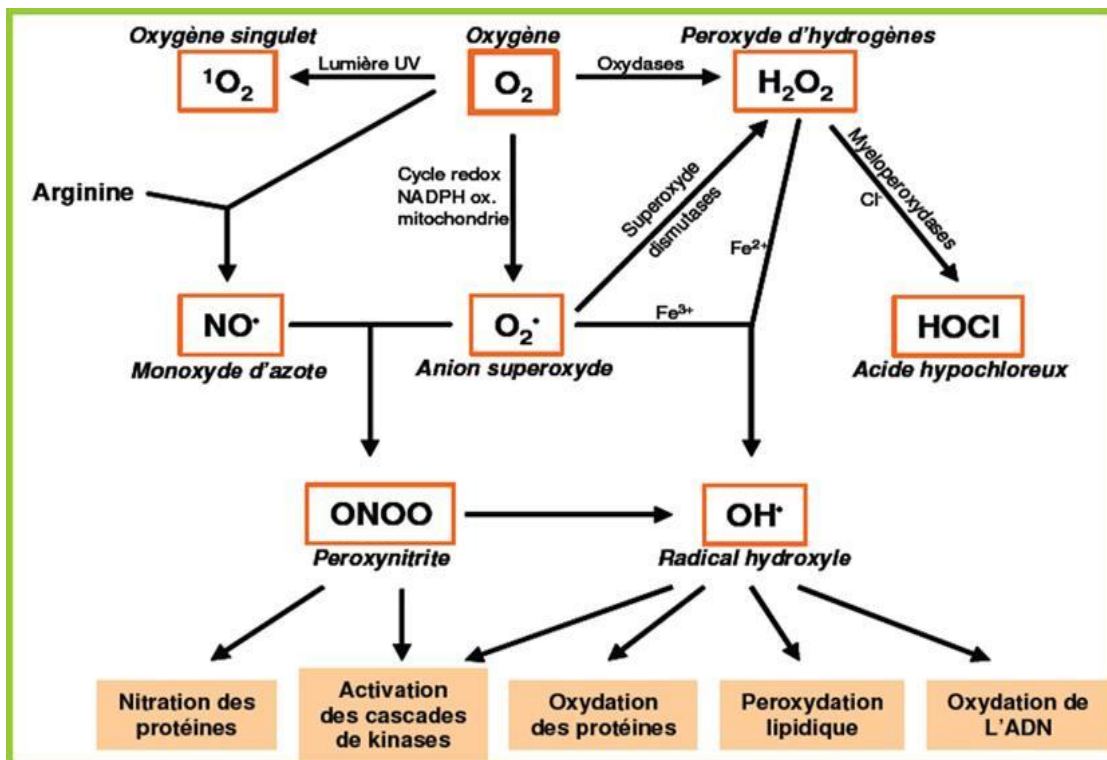 Oxygène singulet
Oxygène
Peroxyde d'hydrogènes
¹O₂
Lumière UV
O₂
Oxydases
H₂O₂
Arginine
Cycle redox
NADPH ox.
mitochondrie
Superoxyde
dismutases
Fe²⁺
Myeloperoxydases
Cl⁻
NO•
O₂•
Fe³⁺
HOCl
Monoxyde d'azote
Anion superoxyde
Acide hypochloreux
ONOO
OH•
Peroxynitrite
Radical hydroxyle
Nitration des
protéines
Activation
des cascades
de kinases
Oxydation
des protéines
Peroxydation
lipidique
Oxydation de
L'ADN